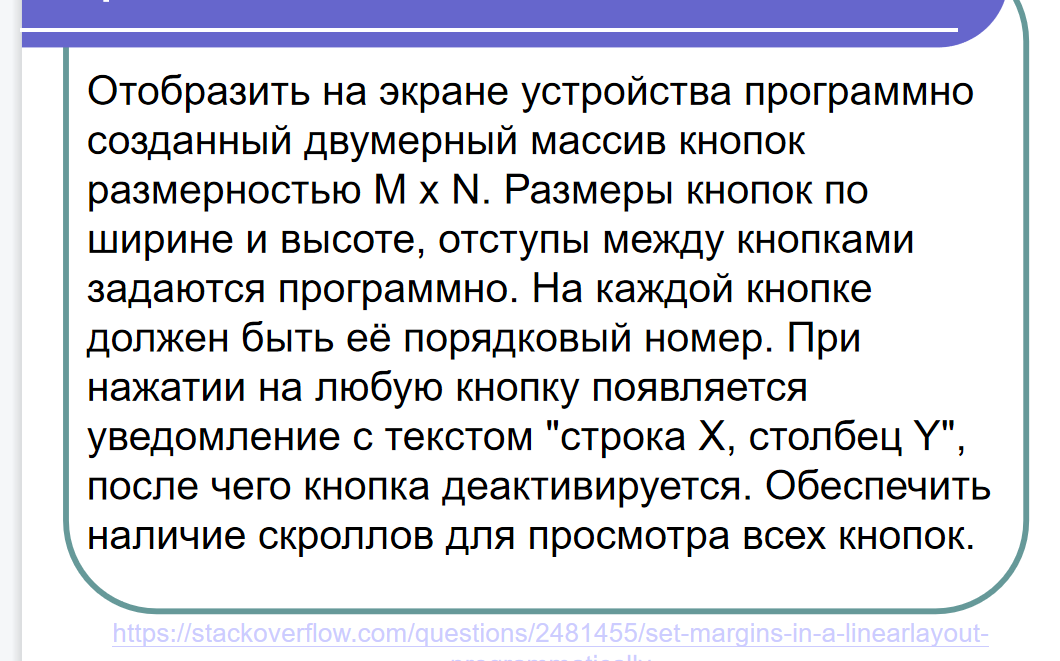 Отобразить на экране устройства программно
созданный двумерный массив кнопок
размерностью M x N. Размеры кнопок по
ширине и высоте, отступы между кнопками
задаются программно. На каждой кнопке
должен быть её порядковый номер. При
нажатии на любую кнопку появляется
уведомление с текстом "строка X, столбец Y",
после чего кнопка деактивируется. Обеспечить
наличие скроллов для просмотра всех кнопок.
https://stackoverflow.com/questions/2481455/set-margins-in-a-linearlayout-
programmatically